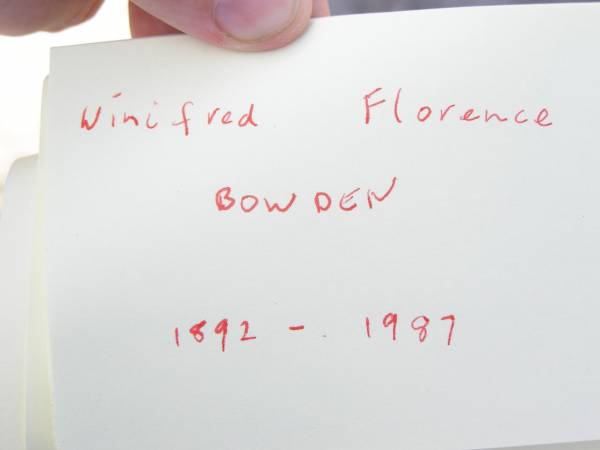 Winifred Florence
BOWDEN
1892 - 1987